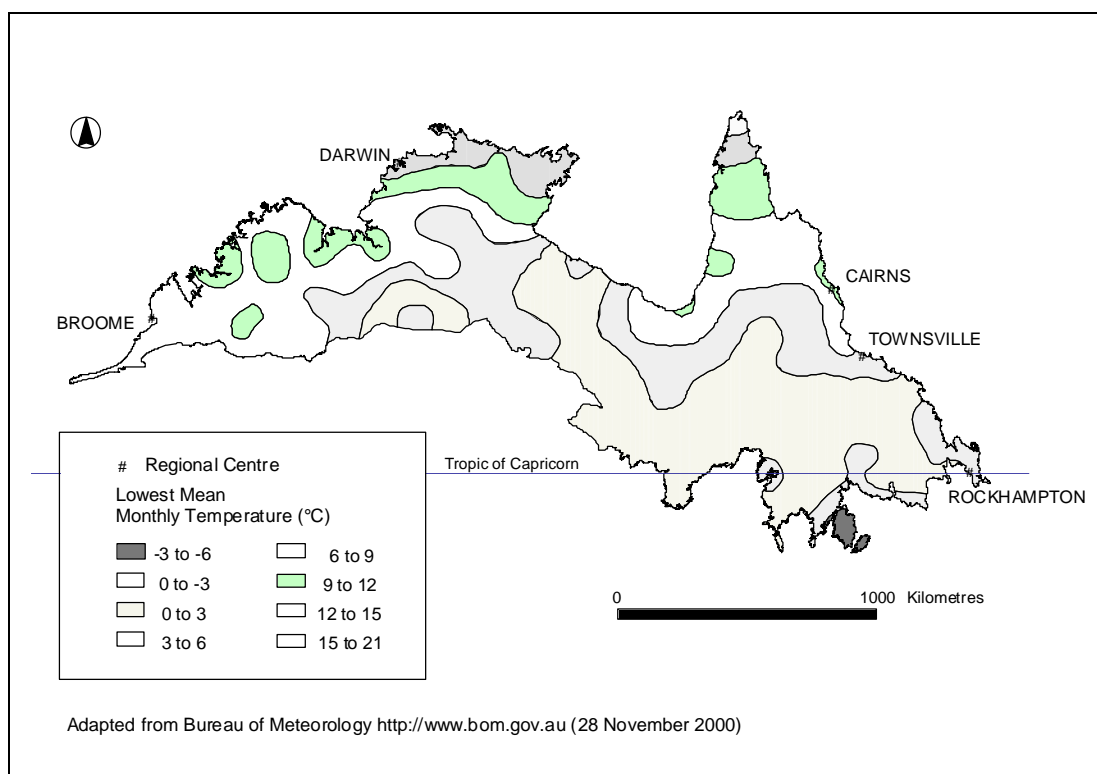 DARWIN
CAIRNS
BROOME
TOWNSVILLE
Tropic of Capricorn
ROCKHAMPTON
# Regional Centre
Lowest Mean
Monthly Temperature (°C)
-3 to -6
0 to -3
0 to 3
3 to 6
6 to 9
9 to 12
12 to 15
15 to 21
0 1000 Kilometres
Adapted from Bureau of Meteorology http://www.bom.gov.au (28 November 2000)